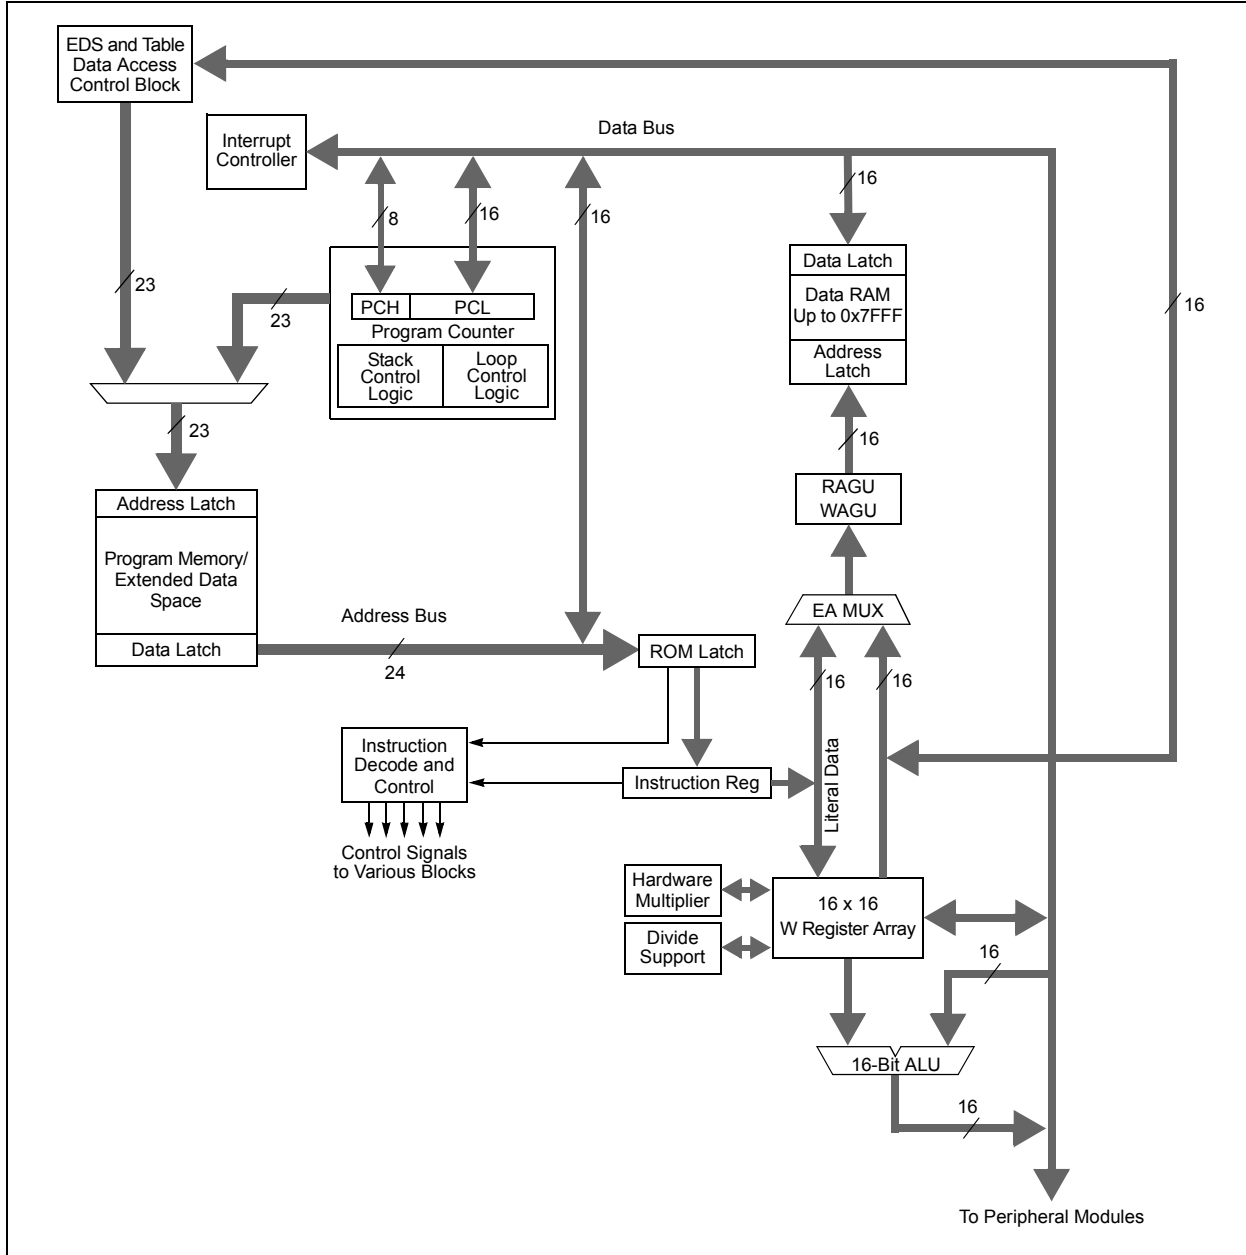 EDS and Table
Data Access
Control Block
Data Bus
Interrupt
Controller
16
8
16
16
Data Latch
Data RAM
Up to 0x7FFF
Address
Latch
23
23
16
PCH
PCL
Program Counter
Stack
Control
Logic
Loop
Control
Logic
23
16
RAGU
WAGU
Address Latch
Program Memory/
Extended Data
Space
Data Latch
EA MUX
Address Bus
24
ROM Latch
16
16
Instruction
Decode and
Control
Instruction Reg
Literal Data
Control Signals
to Various Blocks
Hardware
Multiplier
16 x 16
W Register Array
Divide
Support
16
16-Bit ALU
16
To Peripheral Modules